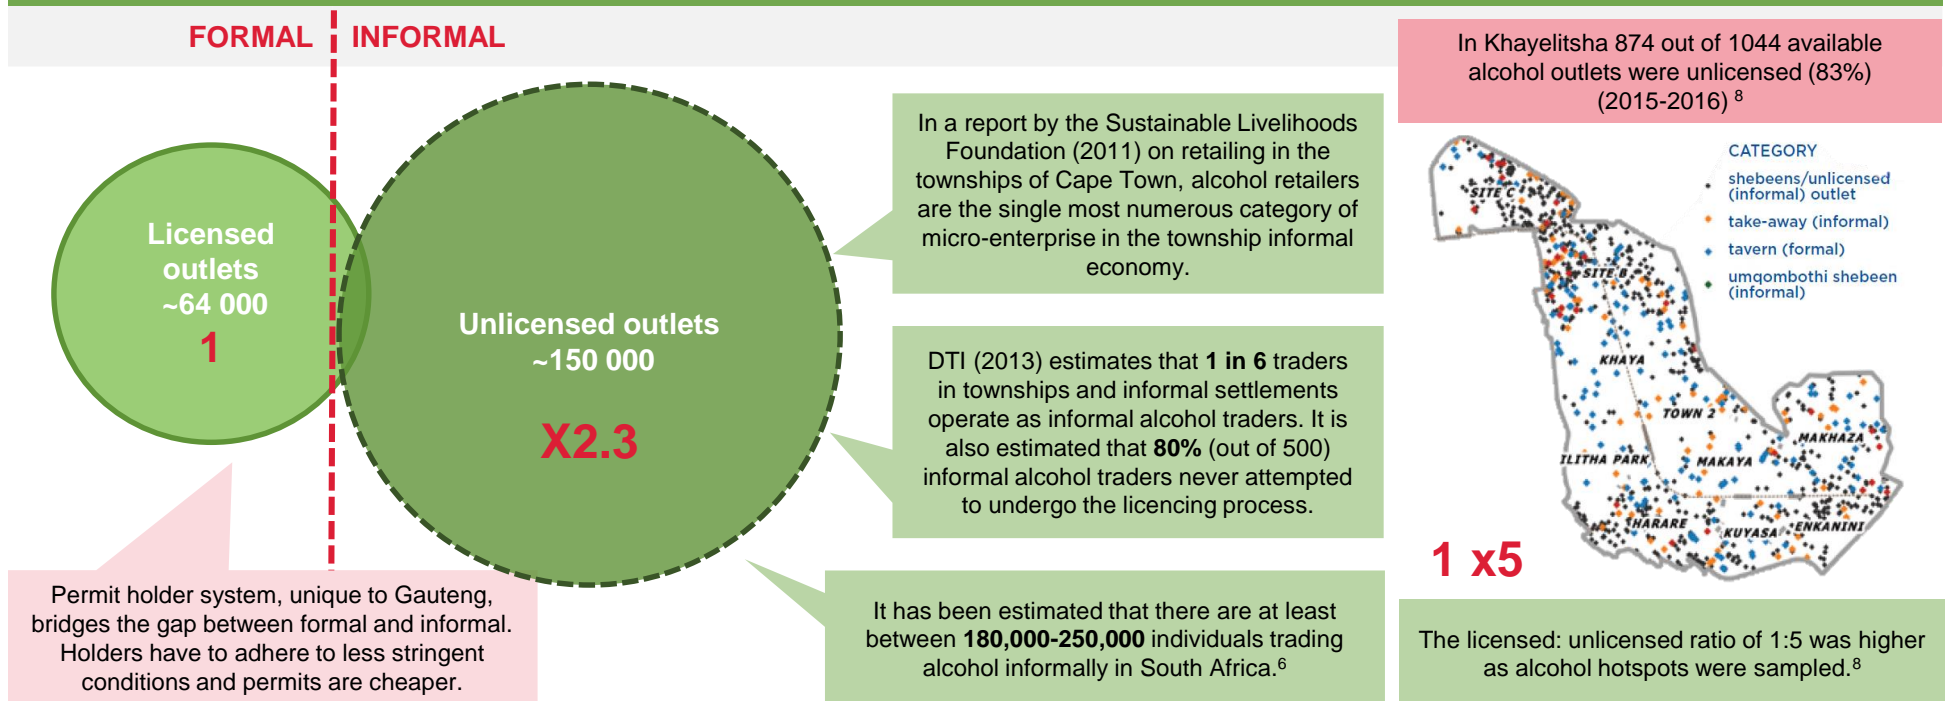 FORMAL
INFORMAL
Licensed
outlets
~64 000
1
Unlicensed outlets
~150 000
X2.3
Permit holder system, unique to Gauteng,
bridges the gap between formal and informal.
Holders have to adhere to less stringent
conditions and permits are cheaper.
In a report by the Sustainable Livelihoods
Foundation (2011) on retailing in the
townships of Cape Town, alcohol retailers
are the single most numerous category of
micro-enterprise in the township informal
economy.
DTI (2013) estimates that 1 in 6 traders
in townships and informal settlements
operate as informal alcohol traders. It is
also estimated that 80% (out of 500)
informal alcohol traders never attempted
to undergo the licencing process.
It has been estimated that there are at least
between 180,000-250,000 individuals trading
alcohol informally in South Africa.6
In Khayelitsha 874 out of 1044 available
alcohol outlets were unlicensed (83%)
(2015-2016) 8
CATEGORY
shebeens/unlicensed
(informal) outlet
take-away (informal)
tavern (formal)
umqombothi shebeen
(informal)
SITE C
SITE B
KHAYA
TOWN 2
MAKHAZA
ILITHA PARK
MAKAYA
HARARE
KUYASA
ENKANINI
1 x5
The licensed: unlicensed ratio of 1:5 was higher
as alcohol hotspots were sampled.8